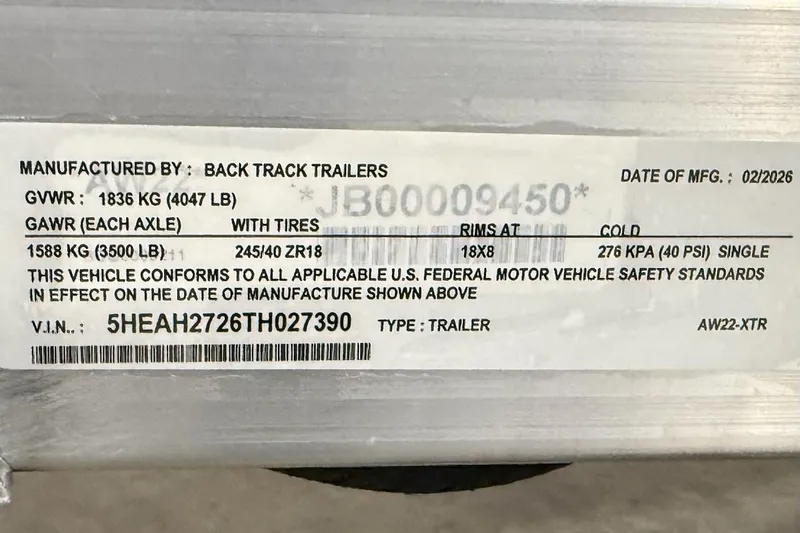 MANUFACTURED BY : BACK TRACK TRAILERS
DATE OF MFG. : 02/2026
AW22
GVWR : 1836 KG (4047 LB)
*JB00009450*
GAWR (EACH AXLE) WITH TIRES RIMS AT COLD
1588 KG (3500 LB) 245/40 ZR18 18X8 276 KPA (40 PSI) SINGLE
THIS VEHICLE CONFORMS TO ALL APPLICABLE U.S. FEDERAL MOTOR VEHICLE SAFETY STANDARDS
IN EFFECT ON THE DATE OF MANUFACTURE SHOWN ABOVE
V.I.N.. : 5HEAH2726TH027390 TYPE : TRAILER AW22-XTR